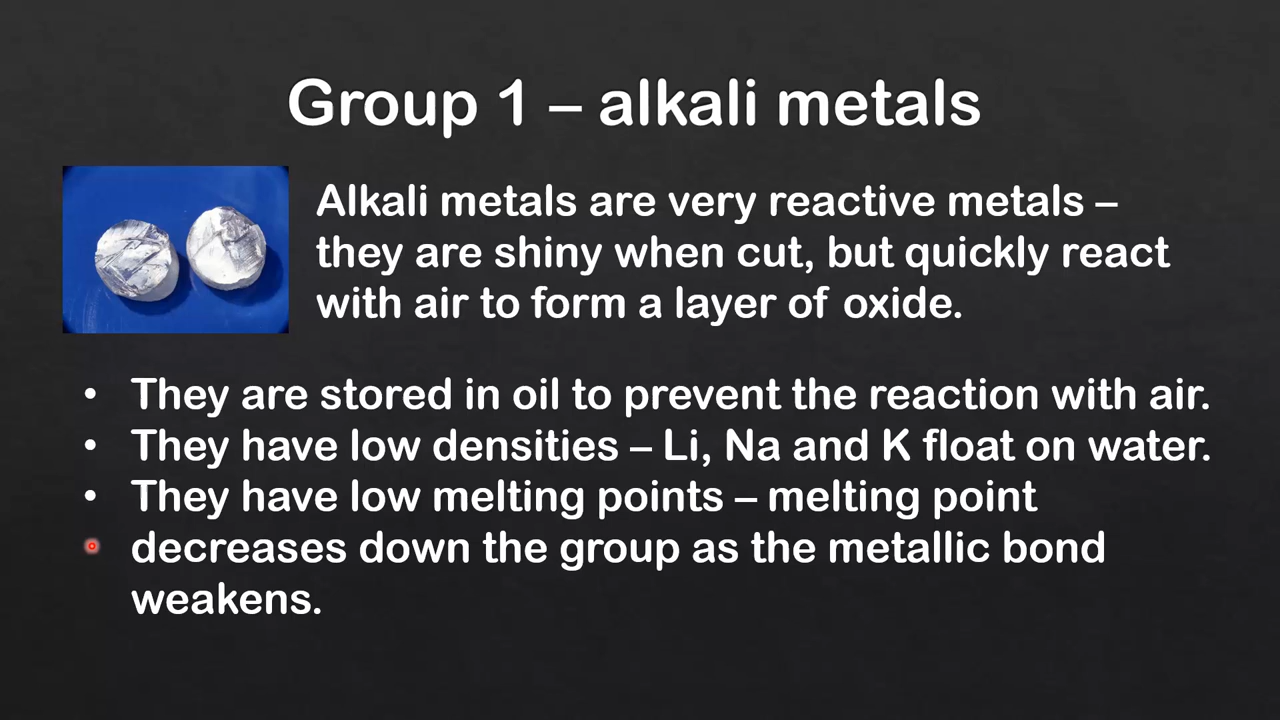 Group 1 – alkali metals
Alkali metals are very reactive metals –
they are shiny when cut, but quickly react
with air to form a layer of oxide.
• They are stored in oil to prevent the reaction with air.
• They have low densities – Li, Na and K float on water.
• They have low melting points – melting point
decreases down the group as the metallic bond
weakens.